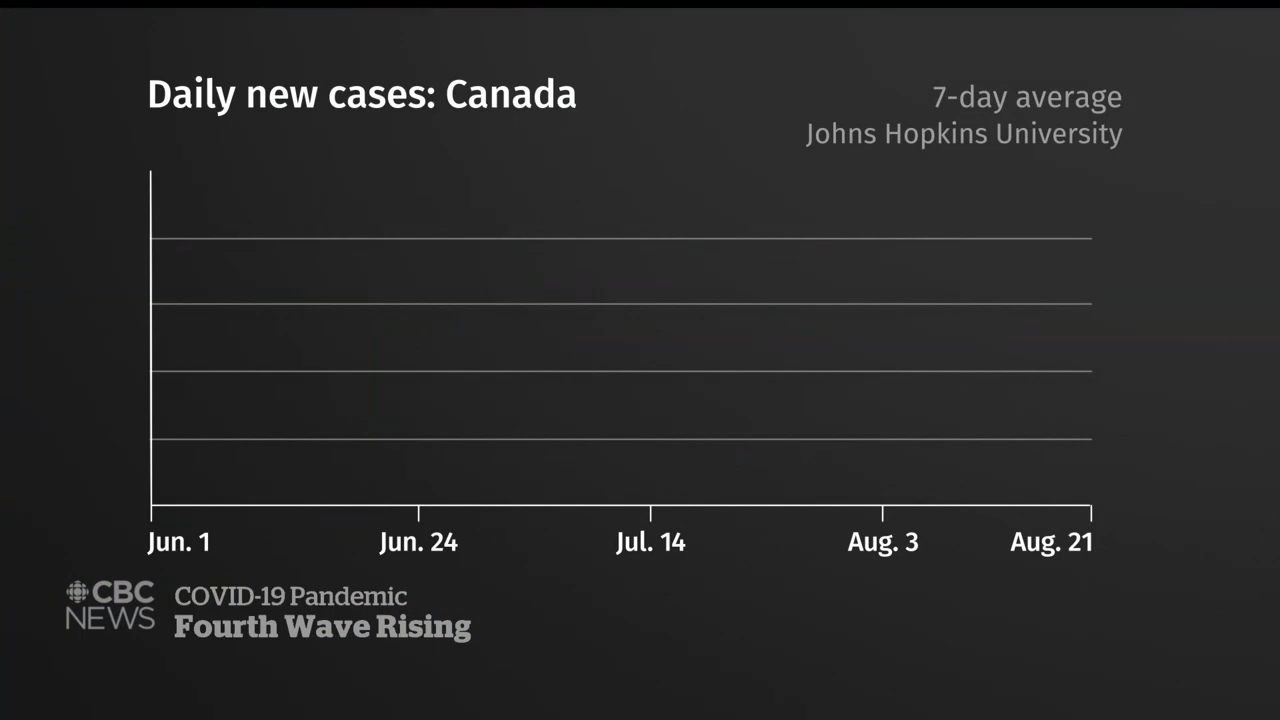 Daily new cases: Canada
7-day average
Johns Hopkins University
Jun. 1 Jun. 24 Jul. 14 Aug. 3 Aug. 21
CBC
NEWS
COVID-19 Pandemic
Fourth Wave Rising